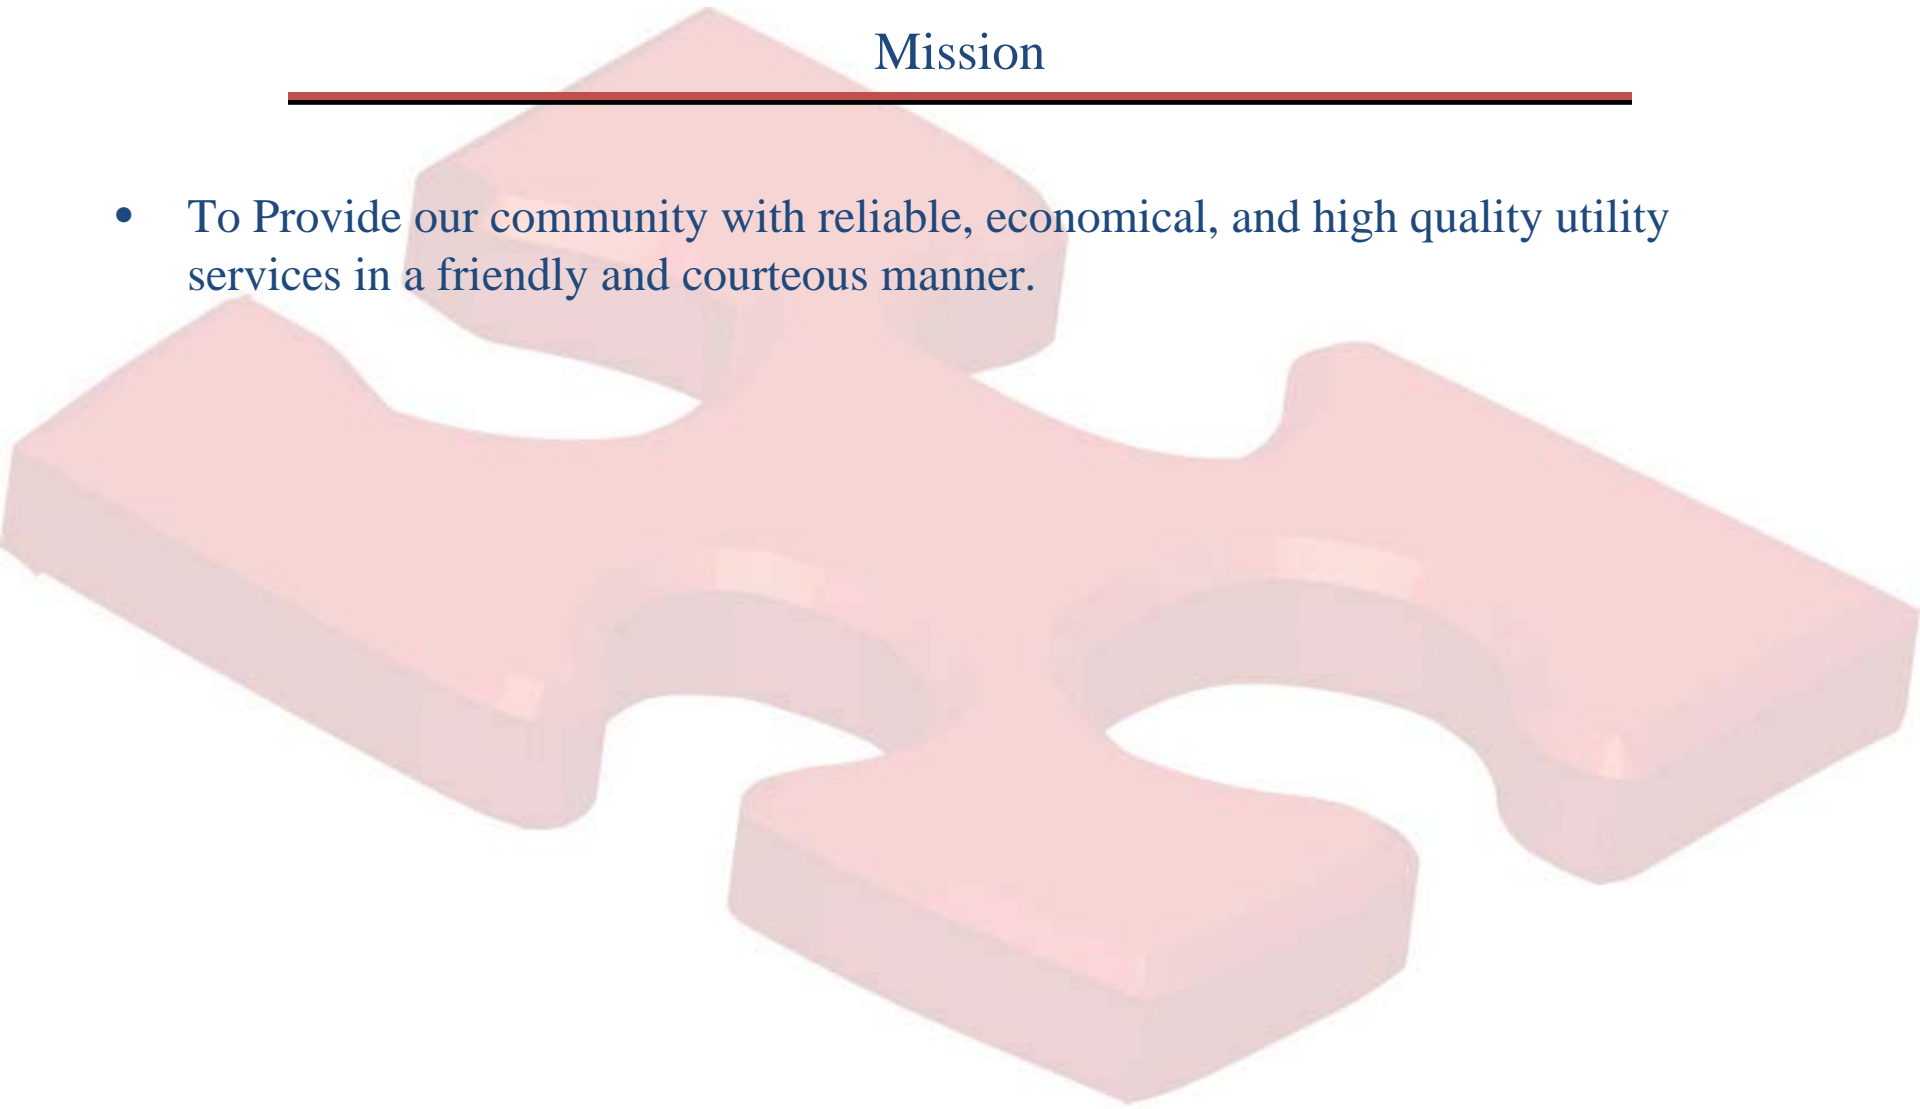 Mission
• To Provide our community with reliable, economical, and high quality utility
services in a friendly and courteous manner.